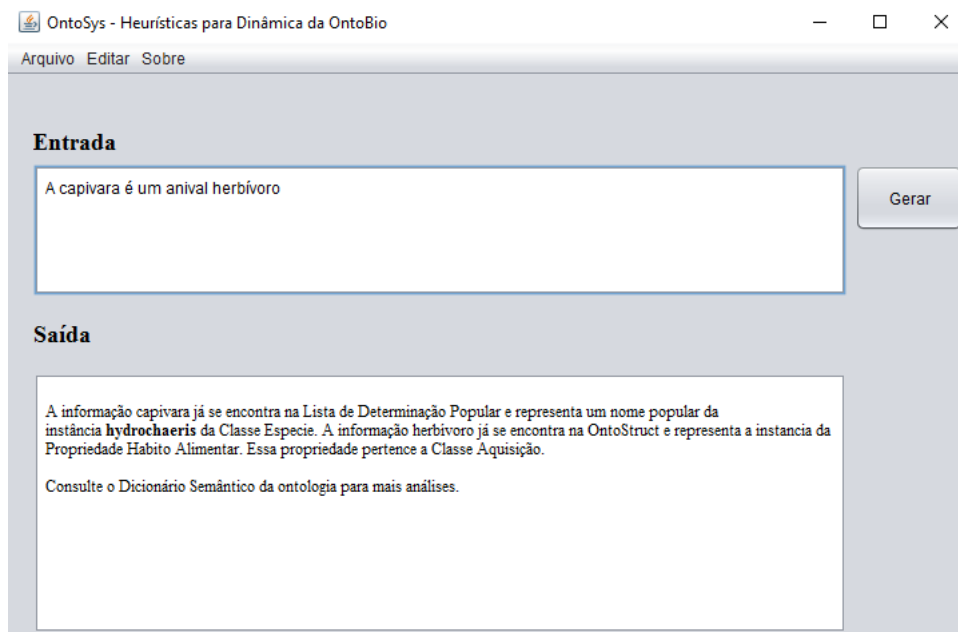 OntoSys - Heurísticas para Dinâmica da OntoBio
Arquivo Editar Sobre
Entrada
A capivara é um anival herbívoro
Gerar
Saída
A informação capivara já se encontra na Lista de Determinação Popular e representa um nome popular da
instância hydrochaeris da Classe Especie. A informação herbivoro já se encontra na OntoStruct e representa a instancia da
Propriedade Habito Alimentar. Essa propriedade pertence a Classe Aquisição.
Consulte o Dicionário Semântico da ontologia para mais análises.